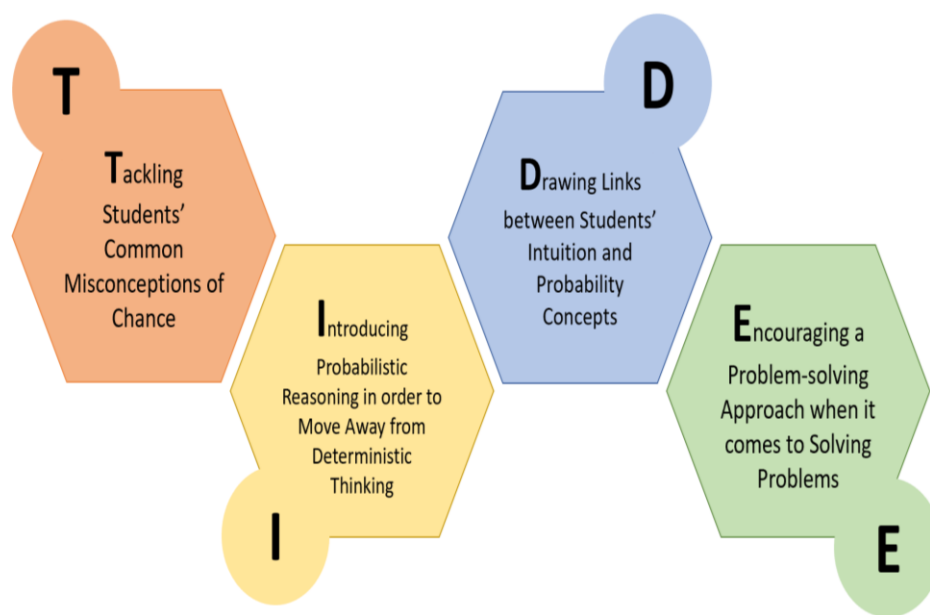 T
Tackling
Students’
Common
Misconceptions of
Chance
I
Introducing
Probabilistic
Reasoning in order to
Move Away from
Deterministic
Thinking
D
Drawing Links
between Students’
Intuition and
Probability
Concepts
E
Encouraging a
Problem-solving
Approach when it
comes to Solving
Problems